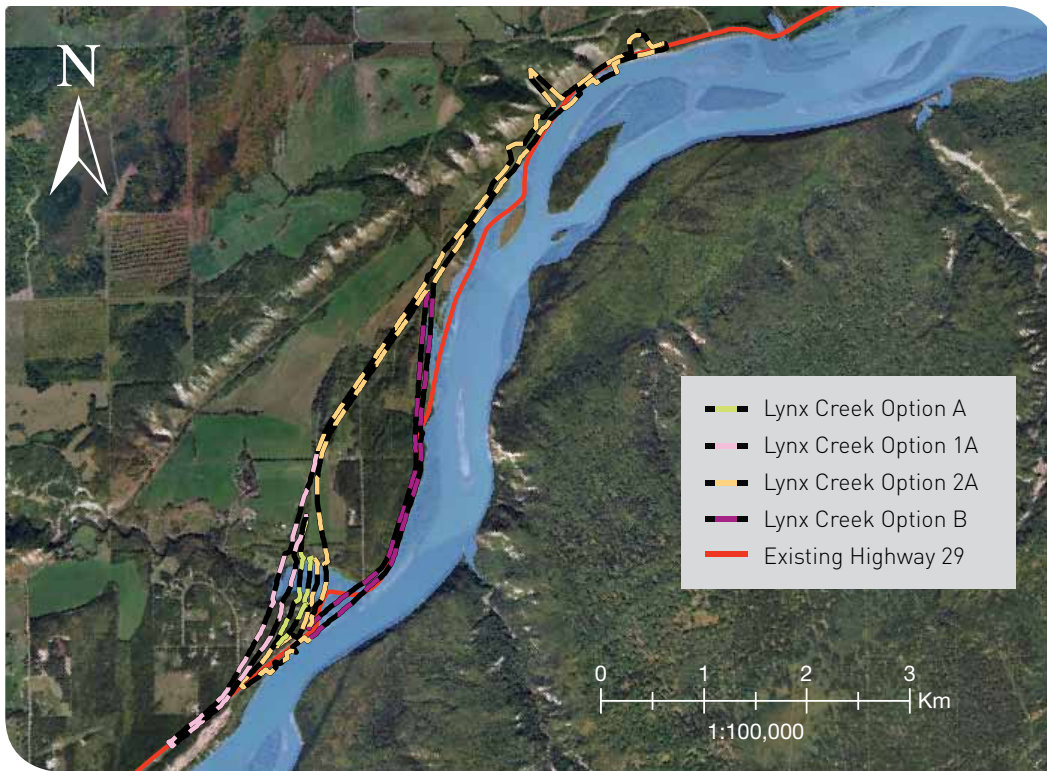 N
Lynx Creek Option A
Lynx Creek Option 1A
Lynx Creek Option 2A
Lynx Creek Option B
Existing Highway 29
0 1 2 3
Km
1:100,000